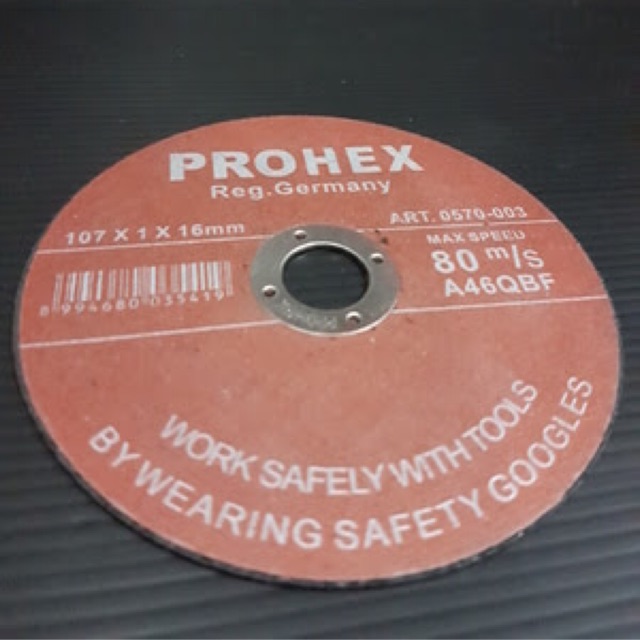 PROHEX
Reg.Germany
107 X 1 X 16mm
ART. 0570-003
MAX SPEED
80 m/s
A46QBF
8 994680 035419
WORK SAFELY WITH TOOLS
BY WEARING SAFETY GOOGLES